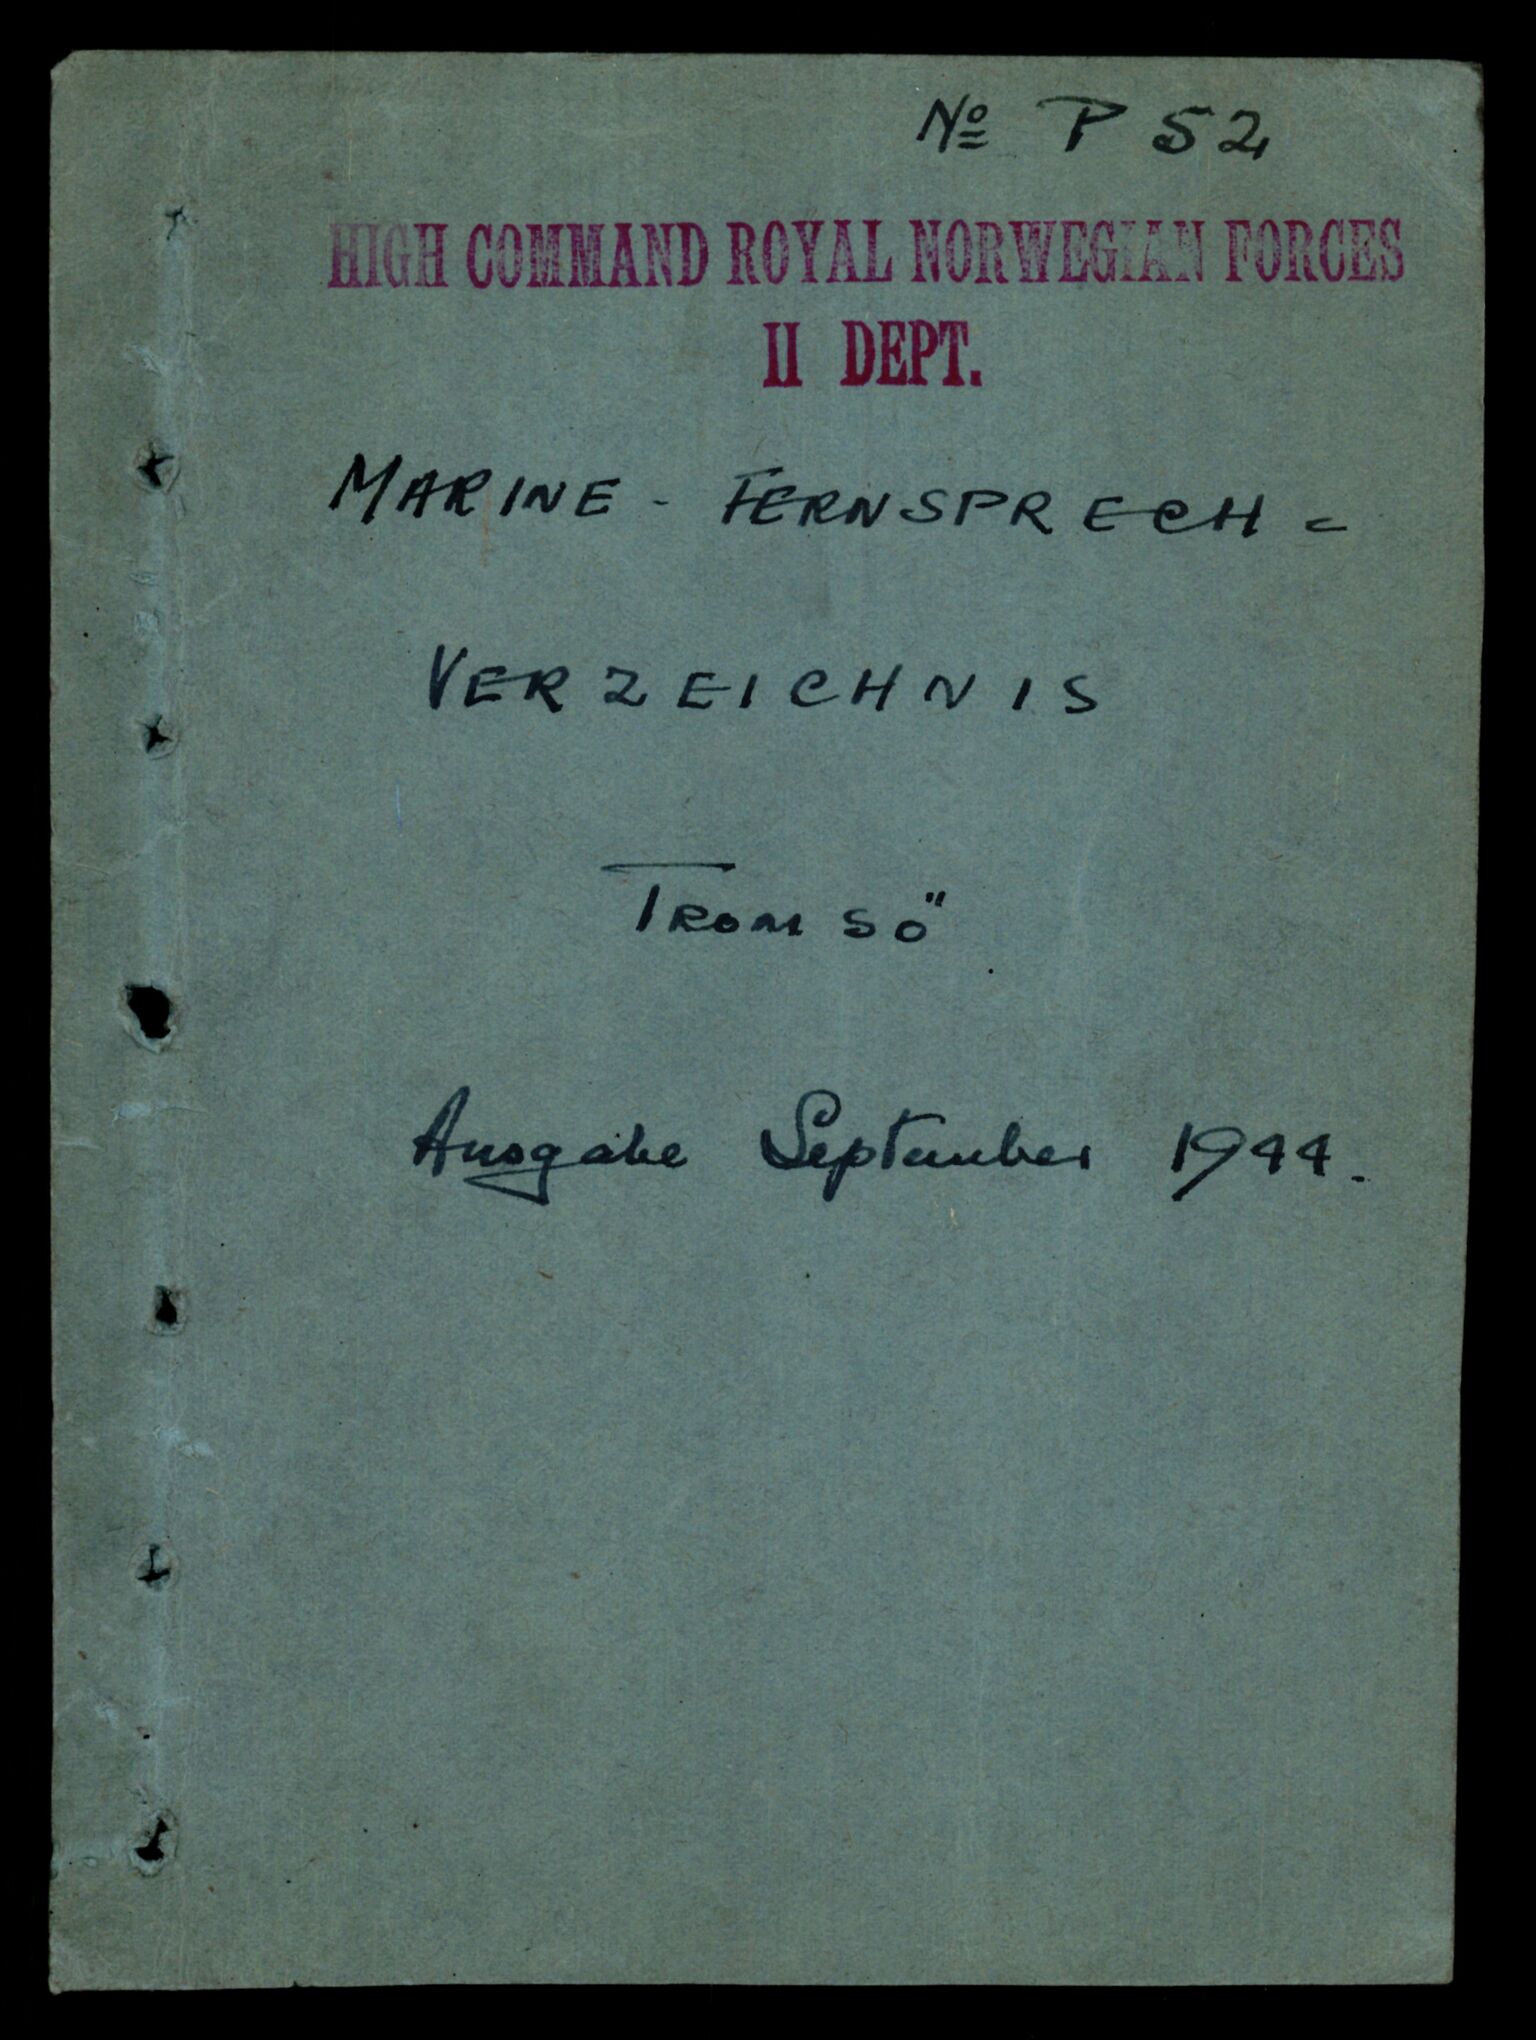 Nº P 52
HIGH COMMAND ROYAL NORWEGIAN FORCES
II DEPT.
MARINE - FERNSPRECH =
VERZEICHNIS
TROMSÖ
Ausgabe September 1944.